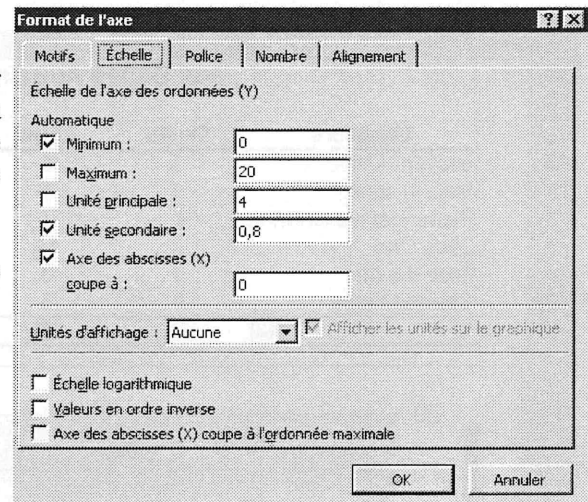 Format de l'axe
Motifs Échelle Police Nombre Alignement
Échelle de l'axe des ordonnées (Y)
Automatique
Minimum : 0
Maximum : 20
Unité principale : 4
Unité secondaire : 0,8
Axe des abscisses (X)
coupe à : 0
Unités d'affichage : Aucune Afficher les unités sur le graphique
Échelle logarithmique
Valeurs en ordre inverse
Axe des abscisses (X) coupe à l'ordonnée maximale
OK Annuler